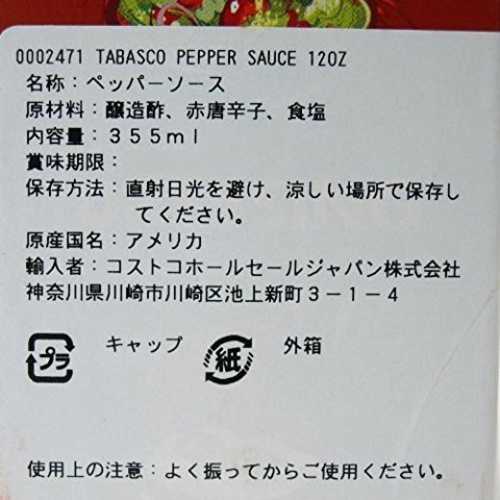 0002471 TABASCO PEPPER SAUCE 12OZ
名称：ペッパーソース
原材料：醸造酢、赤唐辛子、食塩
内容量：３５５ｍｌ
賞味期限：
保存方法：直射日光を避け、涼しい場所で保存し
てください。
原産国名：アメリカ
輸入者：コストコホールセールジャパン株式会社
神奈川県川崎市川崎区池上新町３－１－４
プラ キャップ 紙 外箱
使用上の注意：よく振ってからご使用ください。